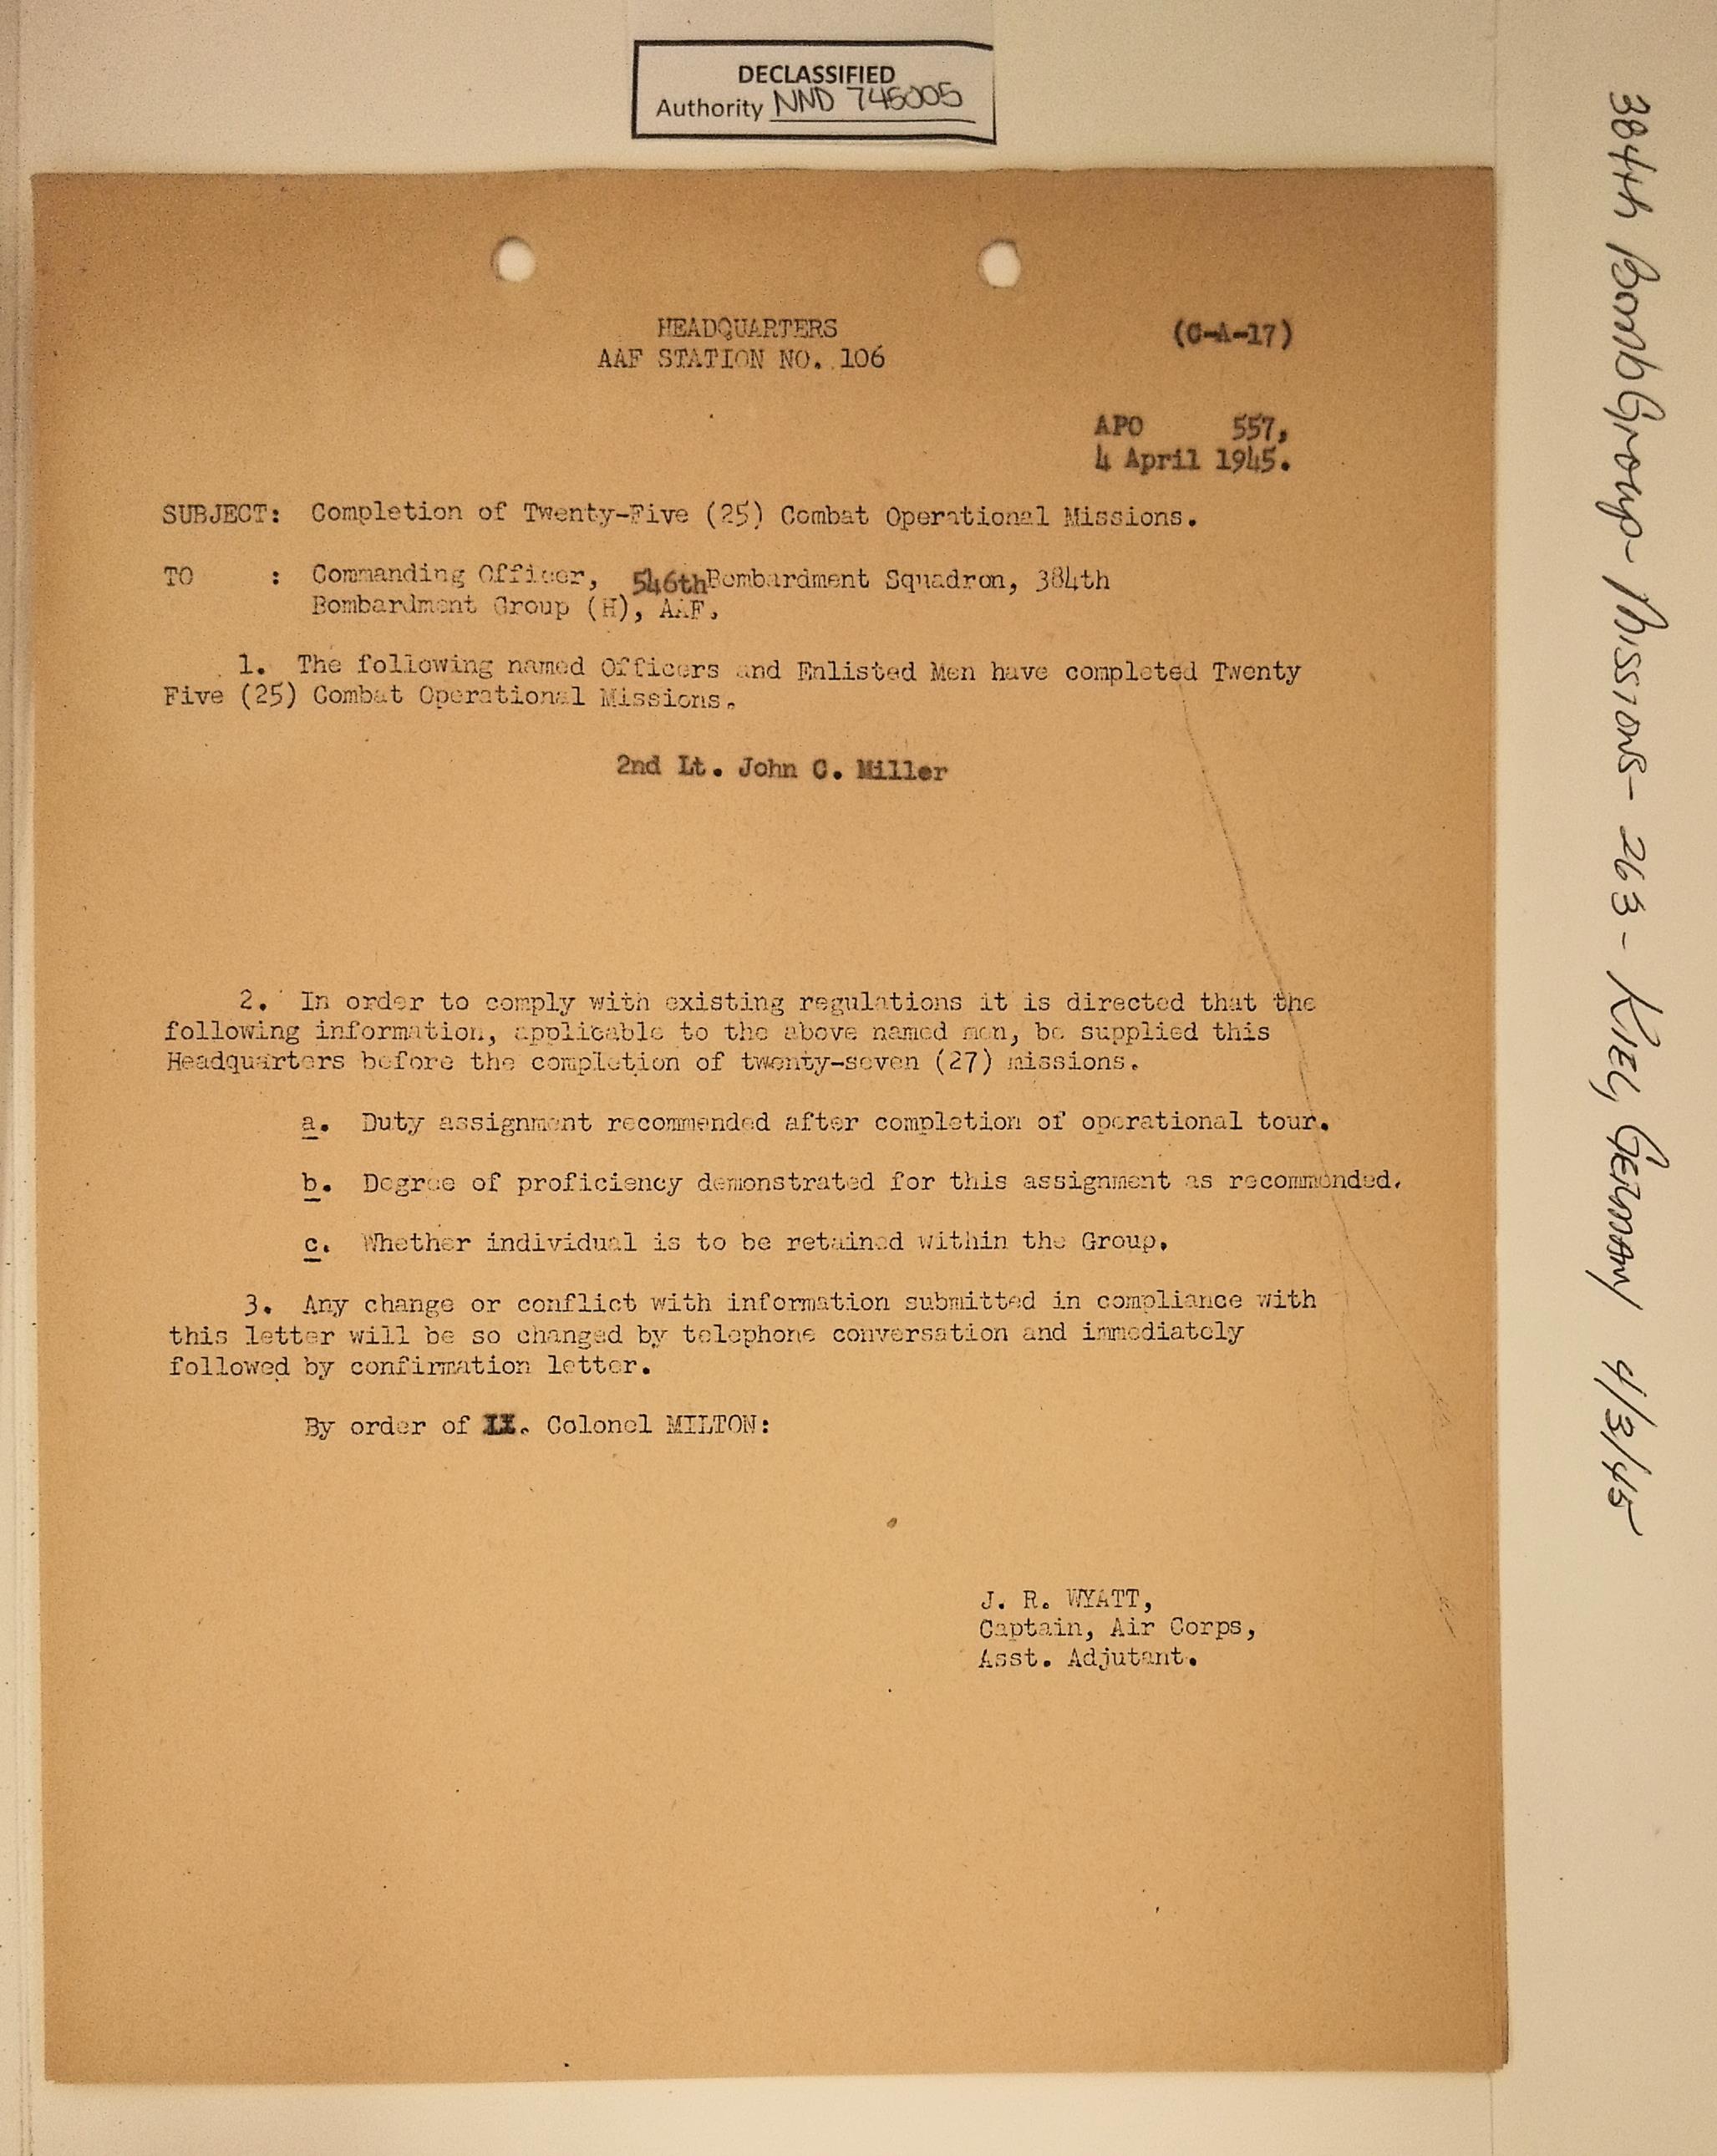 DECLASSIFIED
Authority NND 745005
HEADQUARTERS
AAF STATION NO. 106
(C-A-17)
APO 557,
4 April 1945.
SUBJECT: Completion of Twenty-Five (25) Combat Operational Missions.
TO : Commanding Officer, 546th Bombardment Squadron, 384th
Bombardment Group (H), AAF.
1. The following named Officers and Enlisted Men have completed Twenty
Five (25) Combat Operational Missions.
2nd Lt. John C. Miller
2. In order to comply with existing regulations it is directed that the
following information, applicable to the above named men, be supplied this
Headquarters before the completion of twenty-seven (27) missions.
a. Duty assignment recommended after completion of operational tour.
b. Degree of proficiency demonstrated for this assignment as recommended.
c. Whether individual is to be retained within the Group.
3. Any change or conflict with information submitted in compliance with
this letter will be so changed by telephone conversation and immediately
followed by confirmation letter.
By order of Lt. Colonel MILTON:
J. R. WYATT,
Captain, Air Corps,
Asst. Adjutant.
384th Bomb Group - Missions - 263 - KIEL, GERMANY 4/3/45